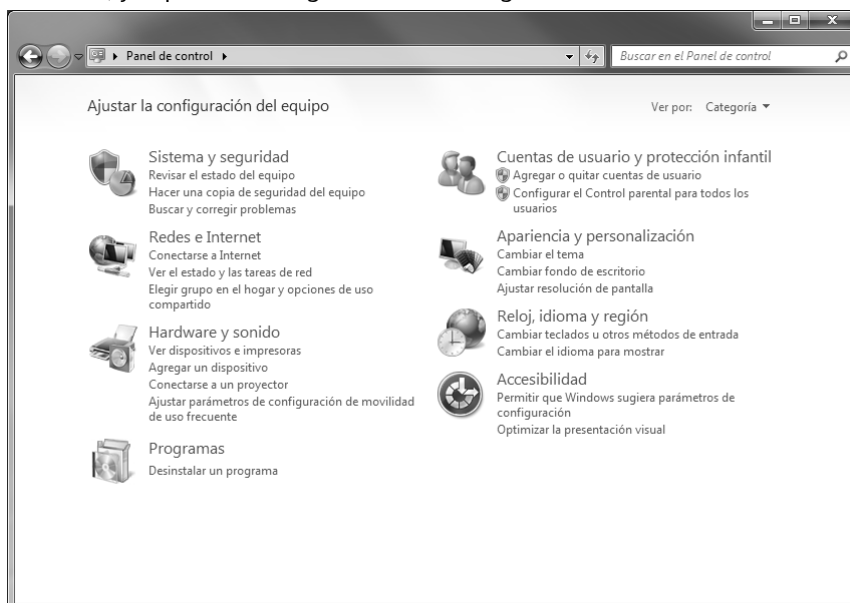 Panel de control
Buscar en el Panel de control
Ajustar la configuración del equipo
Ver por: Categoría
Sistema y seguridad
Revisar el estado del equipo
Hacer una copia de seguridad del equipo
Buscar y corregir problemas
Redes e Internet
Conectarse a Internet
Ver el estado y las tareas de red
Elegir grupo en el hogar y opciones de uso
compartido
Hardware y sonido
Ver dispositivos e impresoras
Agregar un dispositivo
Conectarse a un proyector
Ajustar parámetros de configuración de movilidad
de uso frecuente
Programas
Desinstalar un programa
Cuentas de usuario y protección infantil
Agregar o quitar cuentas de usuario
Configurar el Control parental para todos los
usuarios
Apariencia y personalización
Cambiar el tema
Cambiar fondo de escritorio
Ajustar resolución de pantalla
Reloj, idioma y región
Cambiar teclados u otros métodos de entrada
Cambiar el idioma para mostrar
Accesibilidad
Permitir que Windows sugiera parámetros de
configuración
Optimizar la presentación visual